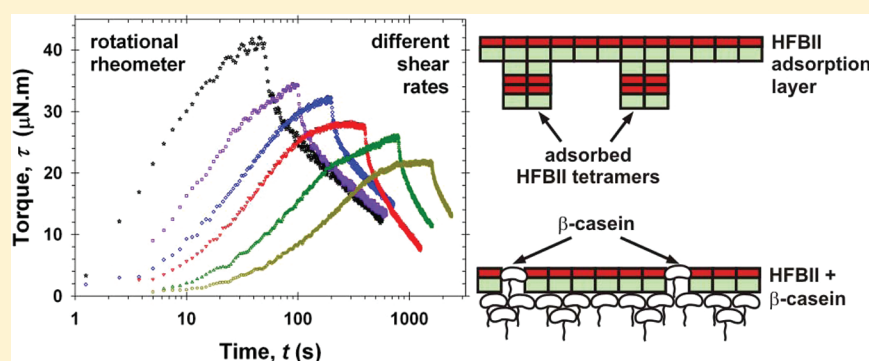 rotational
rheometer
different
shear
rates
Torque, τ (μN.m)
40
30
20
10
0
1
10
100
1000
Time, t (s)
HFBII
adsorption
layer
adsorbed
HFBII tetramers
β-casein
HFBII +
β-casein